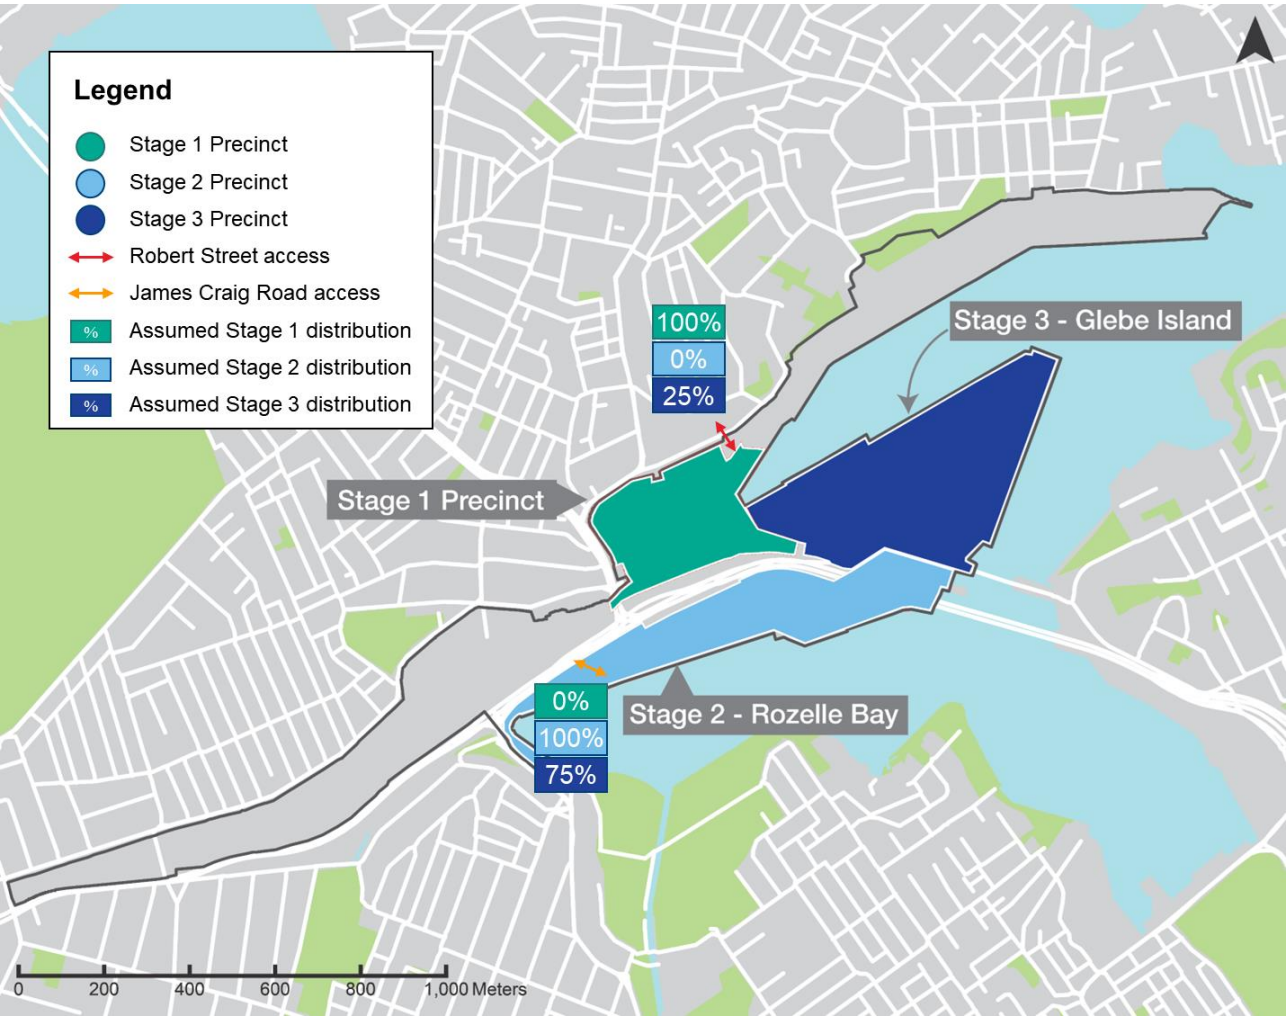 Legend
Stage 1 Precinct
Stage 2 Precinct
Stage 3 Precinct
Robert Street access
James Craig Road access
% Assumed Stage 1 distribution
% Assumed Stage 2 distribution
% Assumed Stage 3 distribution
100%
0%
25%
Stage 3 - Glebe Island
Stage 1 Precinct
0%
100%
75%
Stage 2 - Rozelle Bay
0 200 400 600 800 1,000 Meters